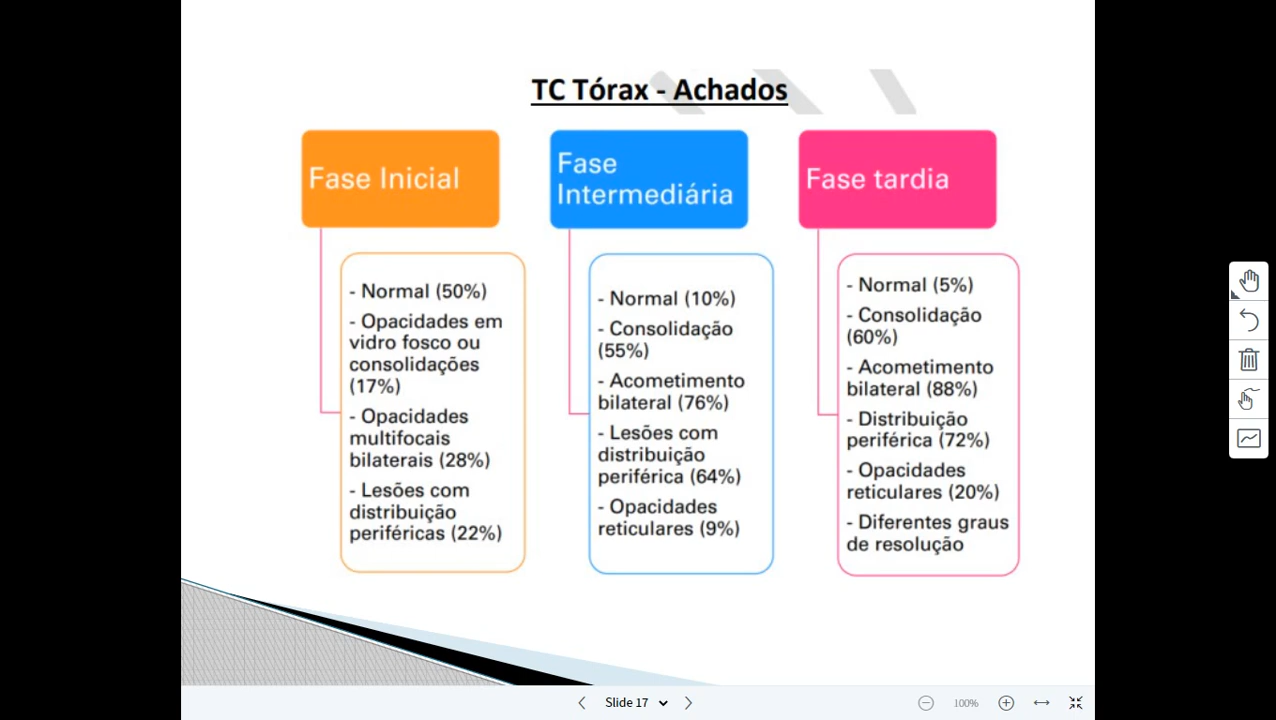 TC Tórax - Achados
Fase Inicial
- Normal (50%)
- Opacidades em
vidro fosco ou
consolidações
(17%)
- Opacidades
multifocais
bilaterais (28%)
- Lesões com
distribuição
periféricas (22%)
Fase
Intermediária
- Normal (10%)
- Consolidação
(55%)
- Acometimento
bilateral (76%)
- Lesões com
distribuição
periférica (64%)
- Opacidades
reticulares (9%)
Fase tardia
- Normal (5%)
- Consolidação
(60%)
- Acometimento
bilateral (88%)
- Distribuição
periférica (72%)
- Opacidades
reticulares (20%)
- Diferentes graus
de resolução
Slide 17
100%